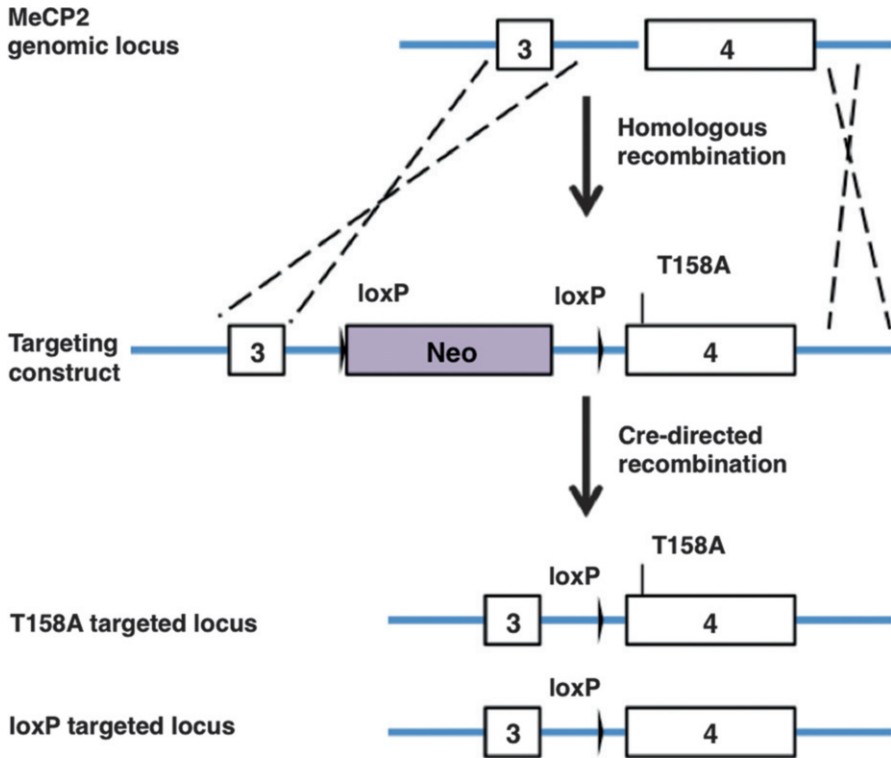 MeCP2
genomic locus
3
4
Homologous
recombination
T158A
loxP
loxP
Targeting
construct
3
Neo
4
Cre-directed
recombination
T158A
loxP
T158A targeted locus
3
4
loxP
loxP targeted locus
3
4